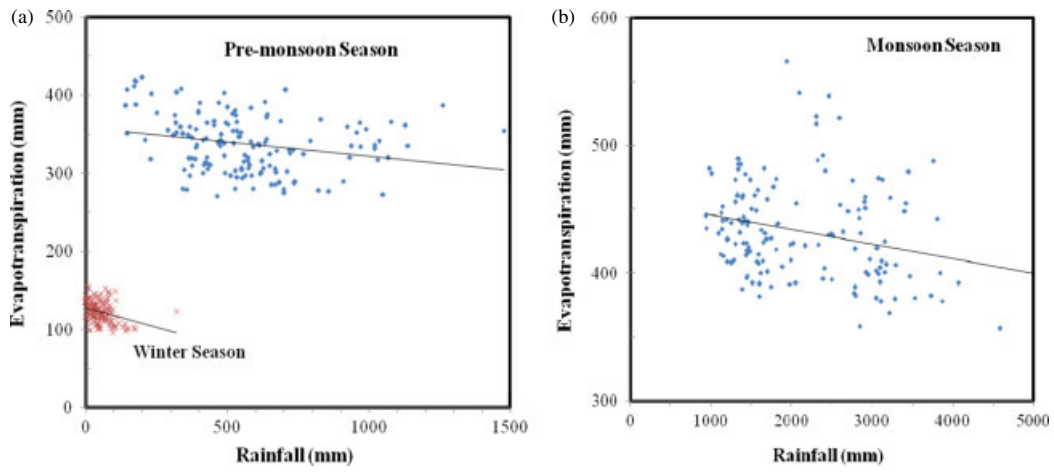 (a)
500
400
300
200
100
0
Evapotranspiration (mm)
Pre-monsoon Season
Winter Season
0
500
1000
1500
Rainfall (mm)
(b)
600
500
400
300
Evapotranspiration (mm)
Monsoon Season
0
1000
2000
3000
4000
5000
Rainfall (mm)